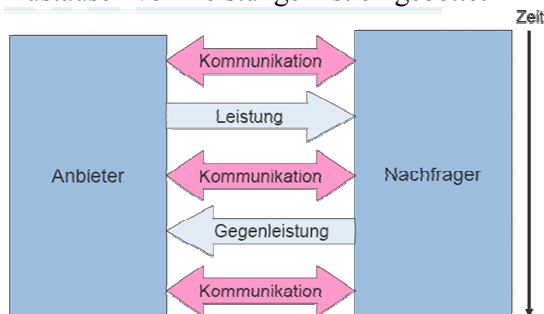 Zeit
Kommunikation
Leistung
Anbieter
Kommunikation
Nachfrager
Gegenleistung
Kommunikation